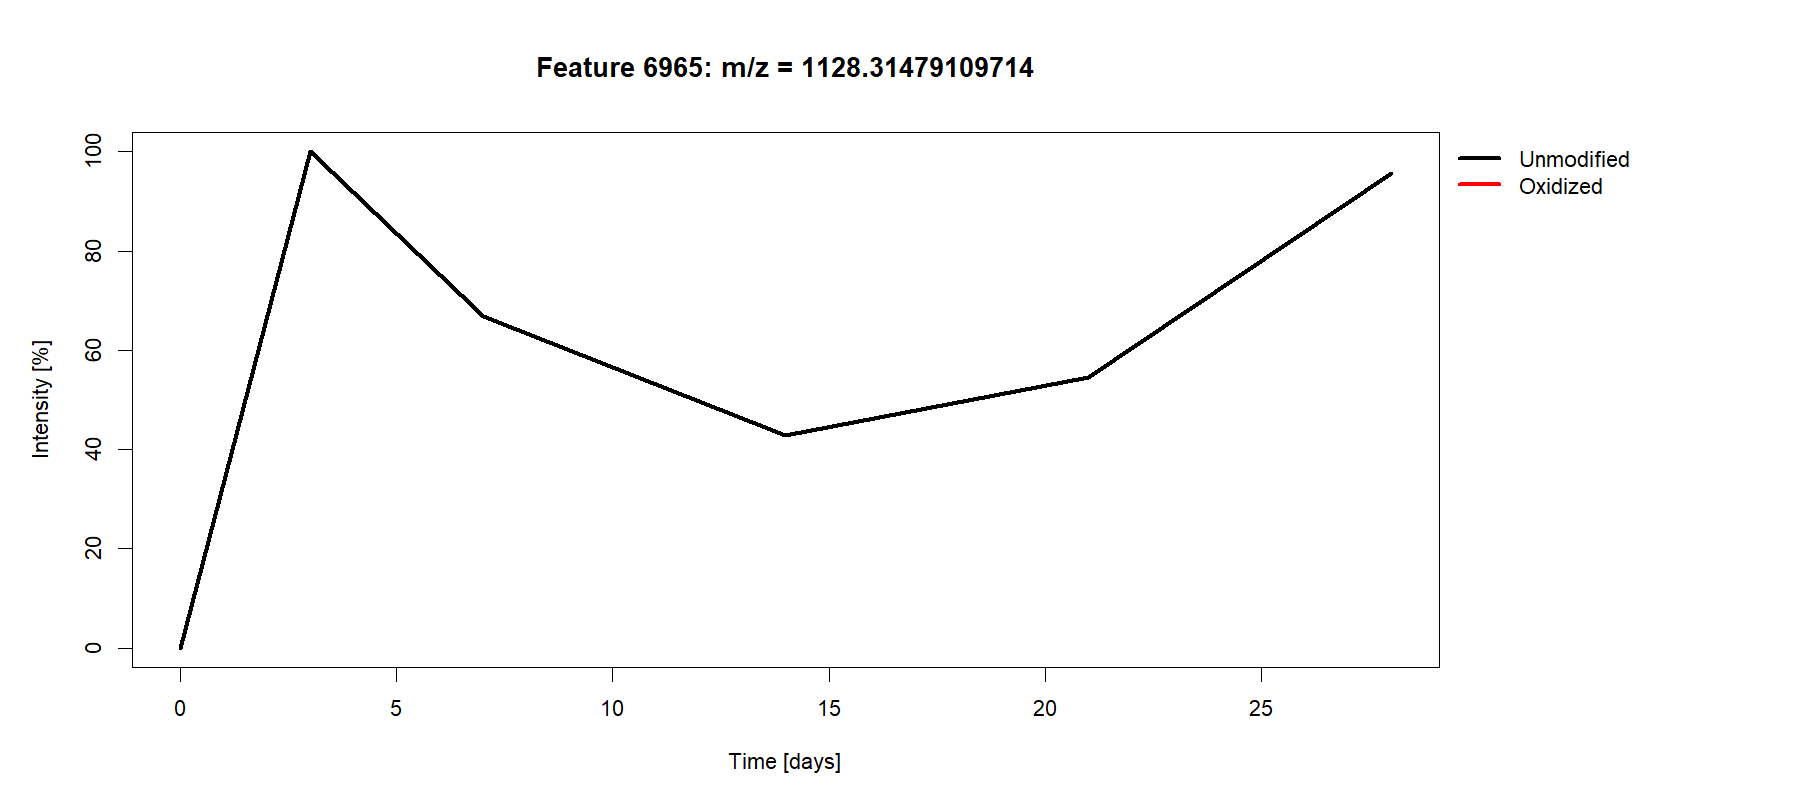 Feature 6965: m/z = 1128.31479109714
Unmodified
Oxidized
100
80
60
40
20
0
Intensity [%]
0 5 10 15 20 25
Time [days]